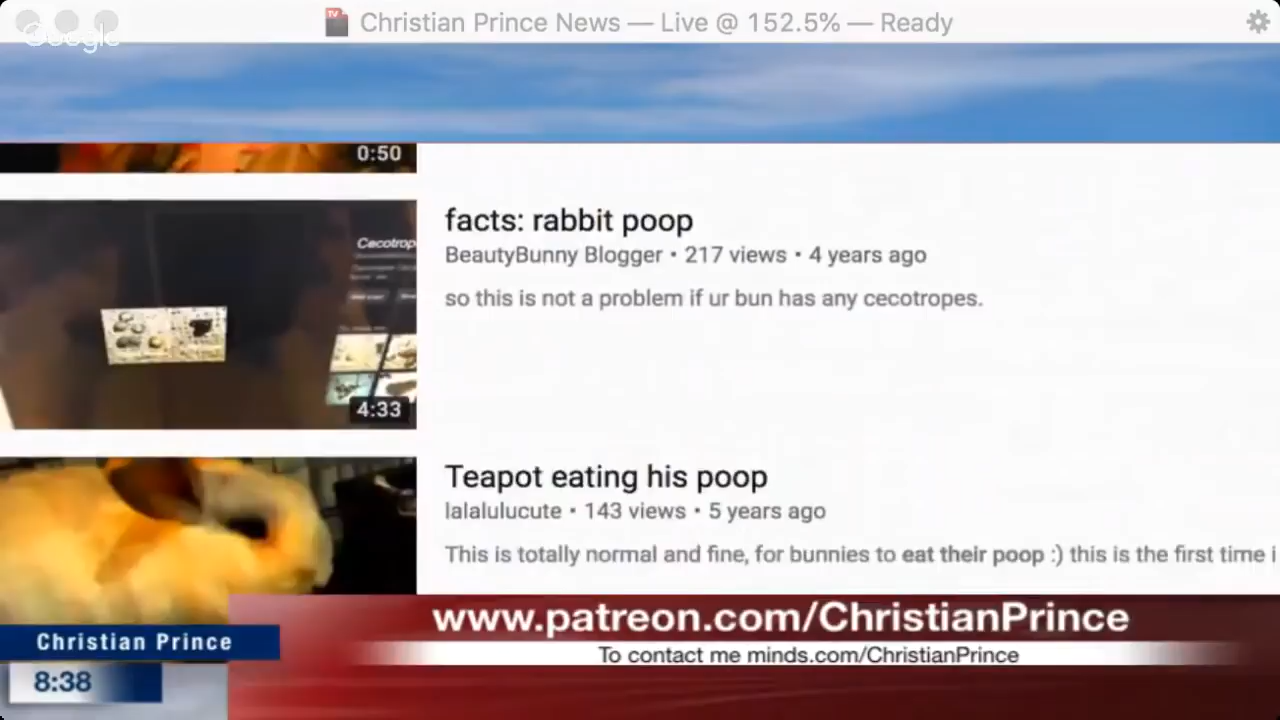 Christian Prince News — Live @ 152.5% — Ready
Google
TV
0:50
Cecotrop
4:33
facts: rabbit poop
BeautyBunny Blogger • 217 views • 4 years ago
so this is not a problem if ur bun has any cecotropes.
Teapot eating his poop
lalalulucute • 143 views • 5 years ago
This is totally normal and fine, for bunnies to eat their poop :) this is the first time i
www.patreon.com/ChristianPrince
Christian Prince
To contact me minds.com/ChristianPrince
8:38